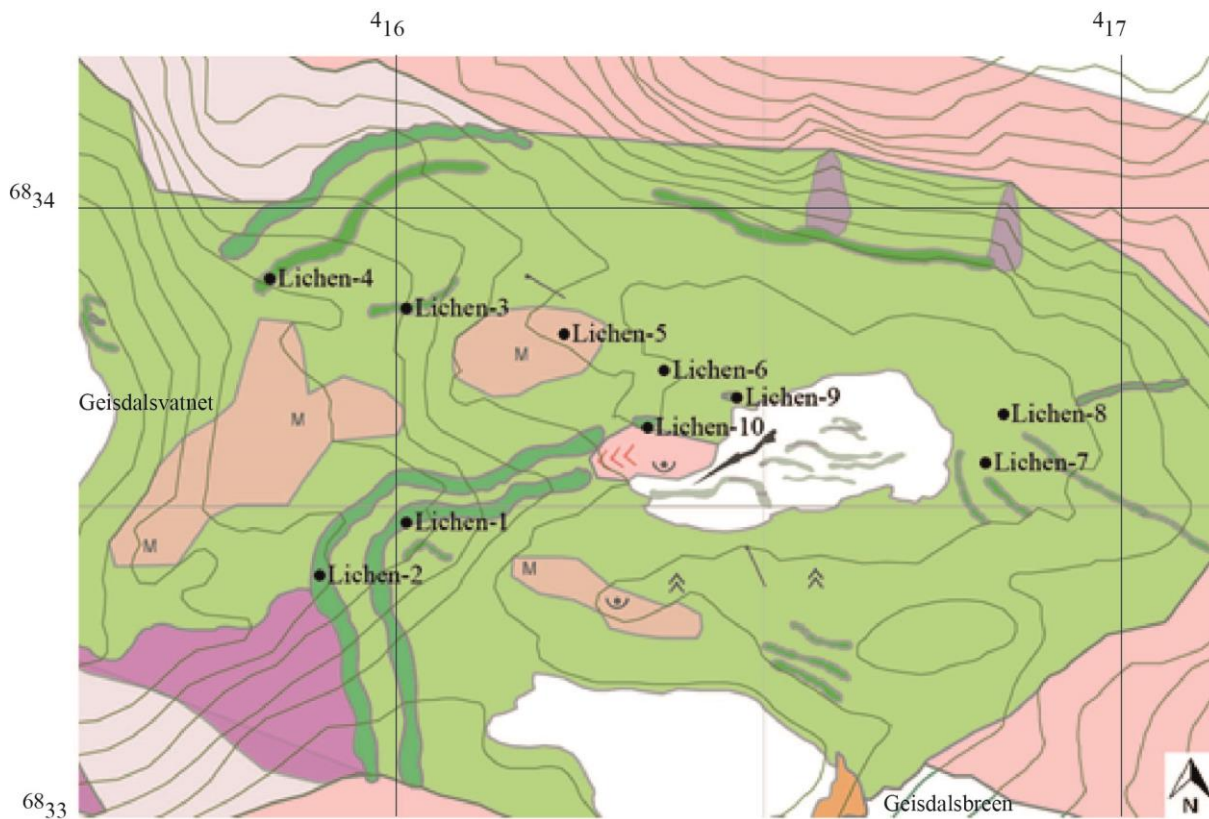 416
417
6834
Lichen-4
Lichen-3
Lichen-5
M
Lichen-6
Geisdalsvatnet
M
Lichen-9
Lichen-8
Lichen-10
Lichen-7
Lichen-1
M
M
Lichen-2
6833
Geisdalsbreen
N